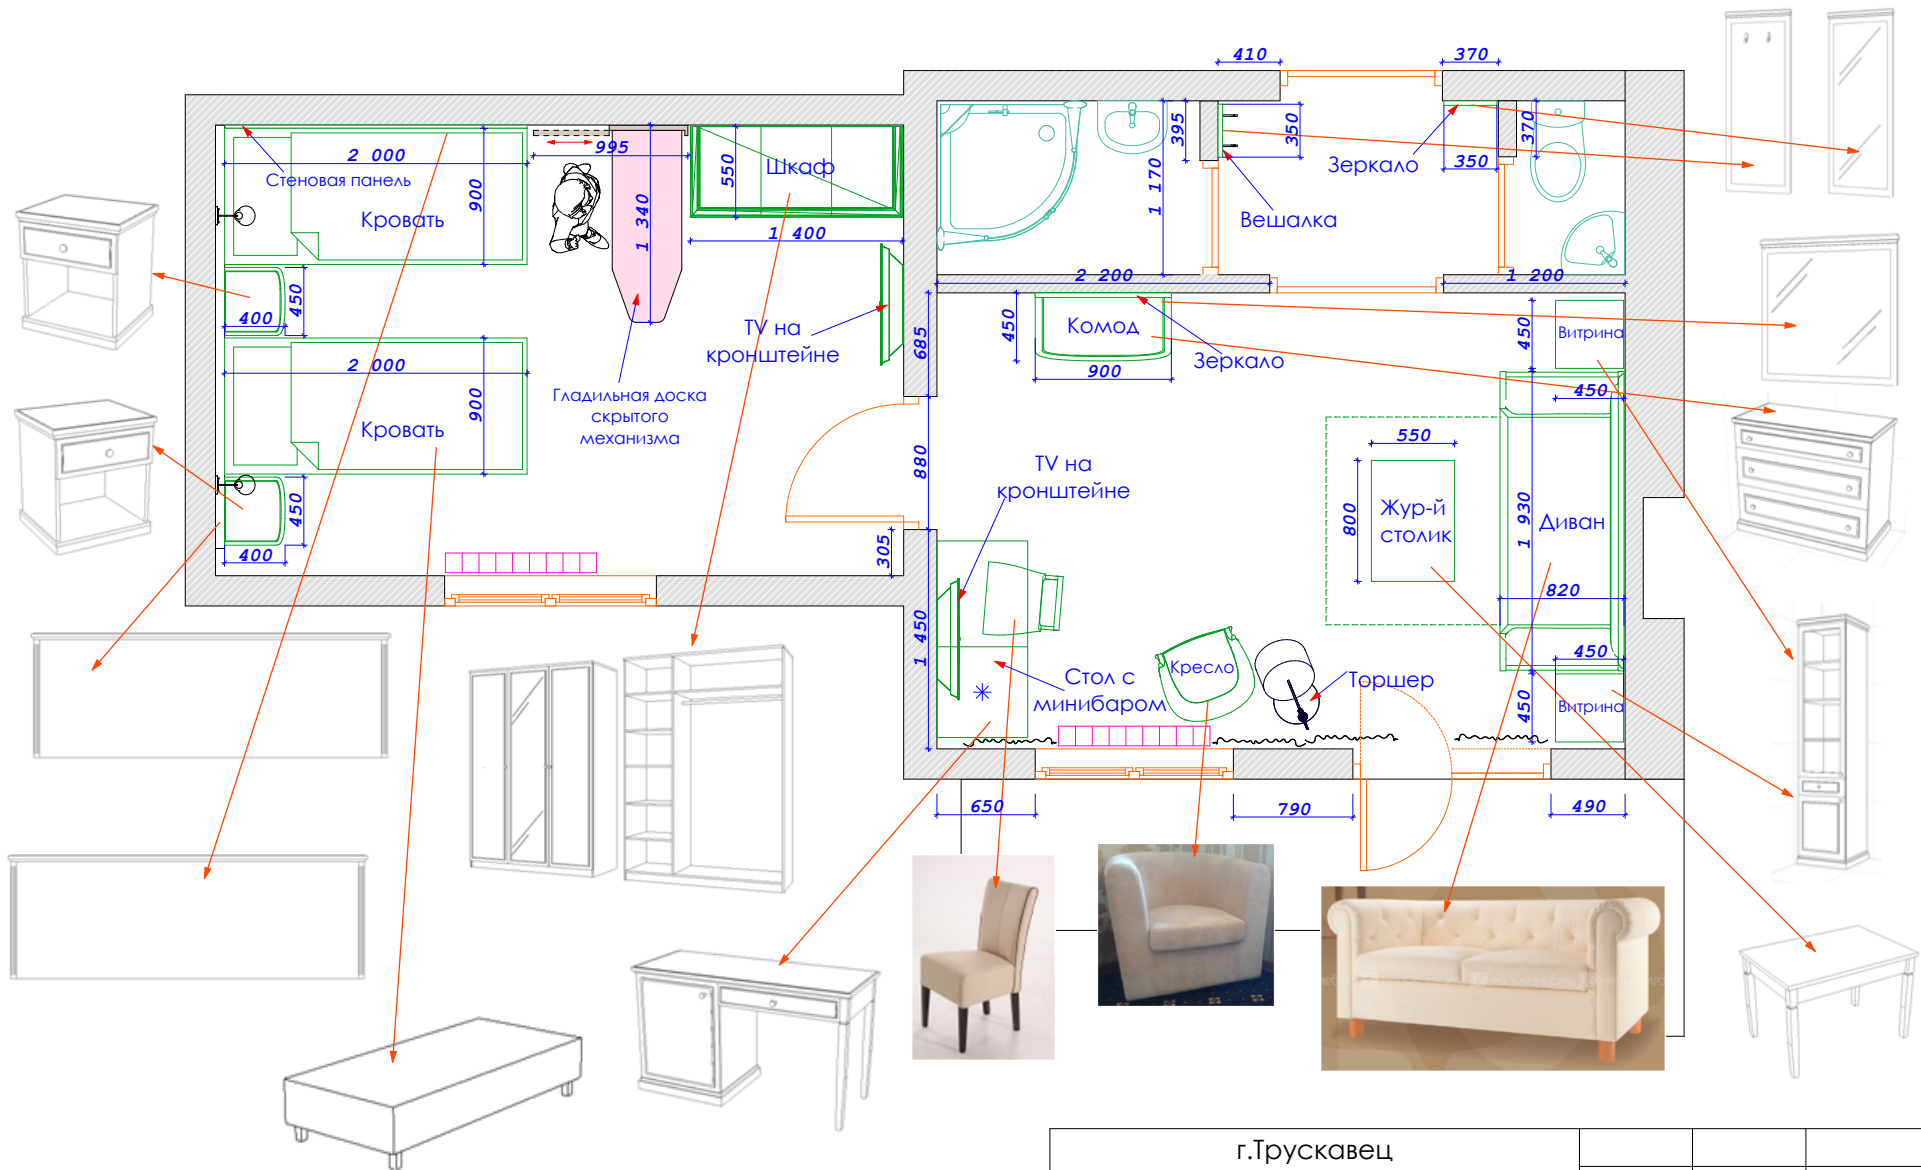 410
370
2 000
Стеновая панель
900
Кровать
995
1 340
550
Шкаф
1 400
1 170
395
350
Вешалка
Зеркало
350
370
2 200
1 200
400
450
2 000
900
Кровать
400
450
Гладильная доска
скрытого
механизма
TV на
кронштейне
685
880
305
1 450
450
Комод
900
Зеркало
450
Витрина
450
550
800
Жур-й
столик
1 930
Диван
820
450
450
Витрина
TV на
кронштейне
Стол с
минибаром
Кресло
Торшер
650
790
490
г.Трускавец